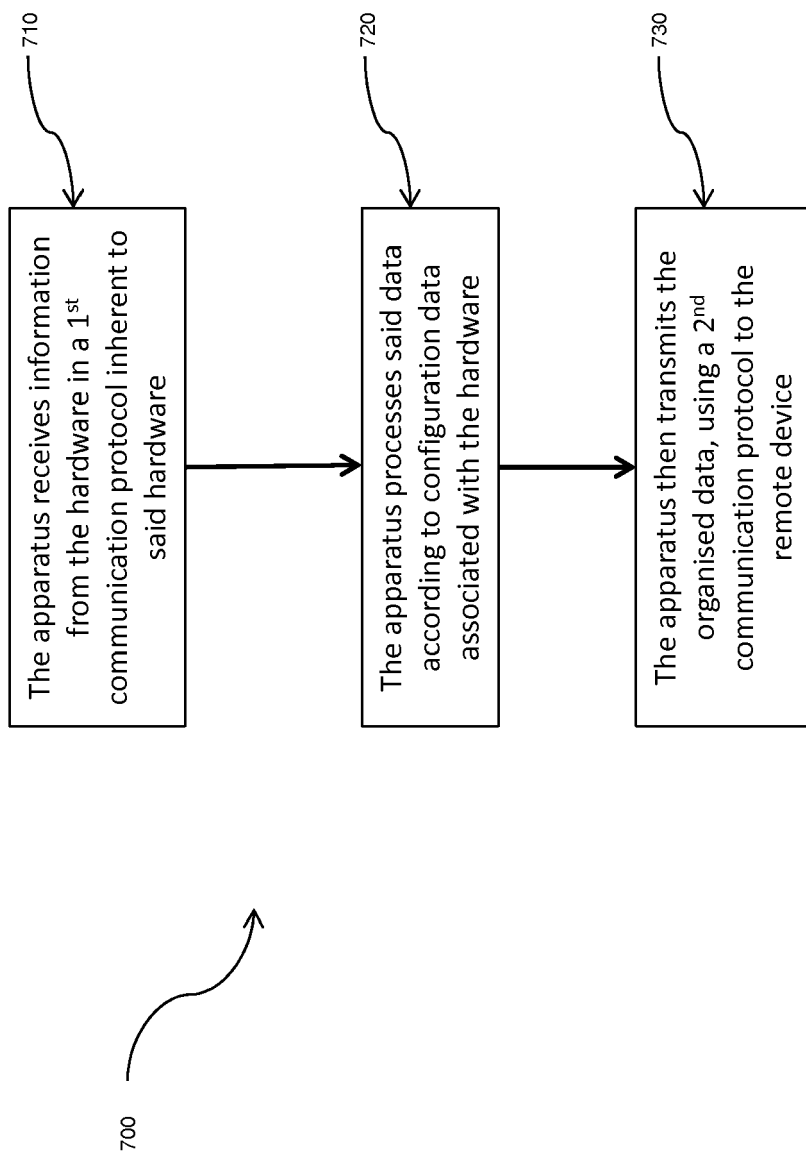 710
The apparatus receives information
from the hardware in a 1st
communication protocol inherent to
said hardware
720
The apparatus processes said data
according to configuration data
associated with the hardware
730
The apparatus then transmits the
organised data, using a 2nd
communication protocol to the
remote device
700